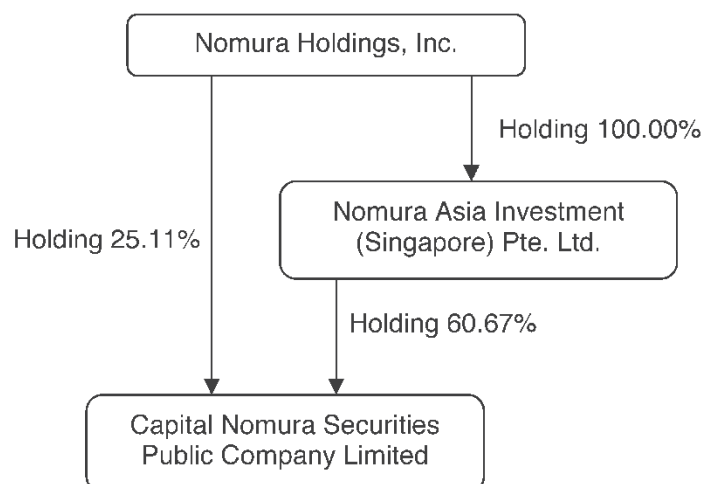 Nomura Holdings, Inc.
Holding 100.00%
Nomura Asia Investment
(Singapore) Pte. Ltd.
Holding 25.11%
Holding 60.67%
Capital Nomura Securities
Public Company Limited